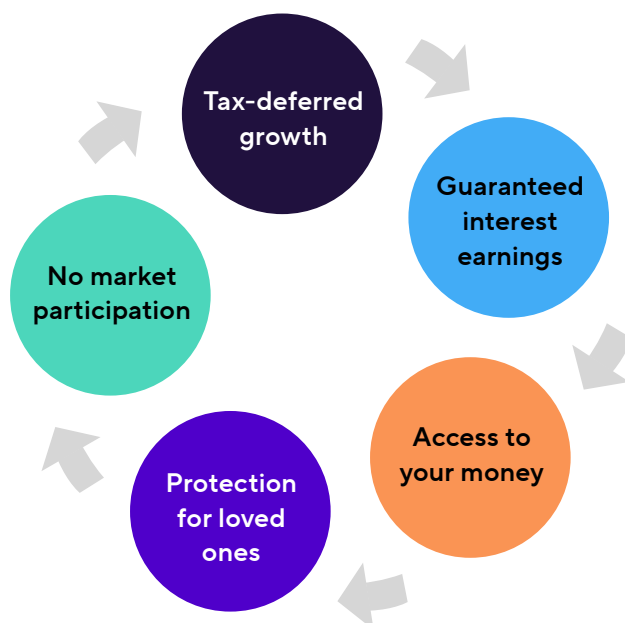 Tax-deferred
growth
Guaranteed
interest
earnings
Access to
your money
Protection
for loved
ones
No market
participation